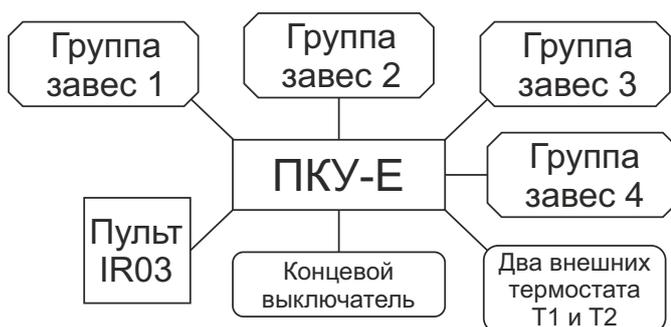 Группа
завес 1
Группа
завес 2
Группа
завес 3
ПКУ-Е
Группа
завес 4
Пульт
IR03
Концевой
выключатель
Два внешних
термостата
Т1 и Т2